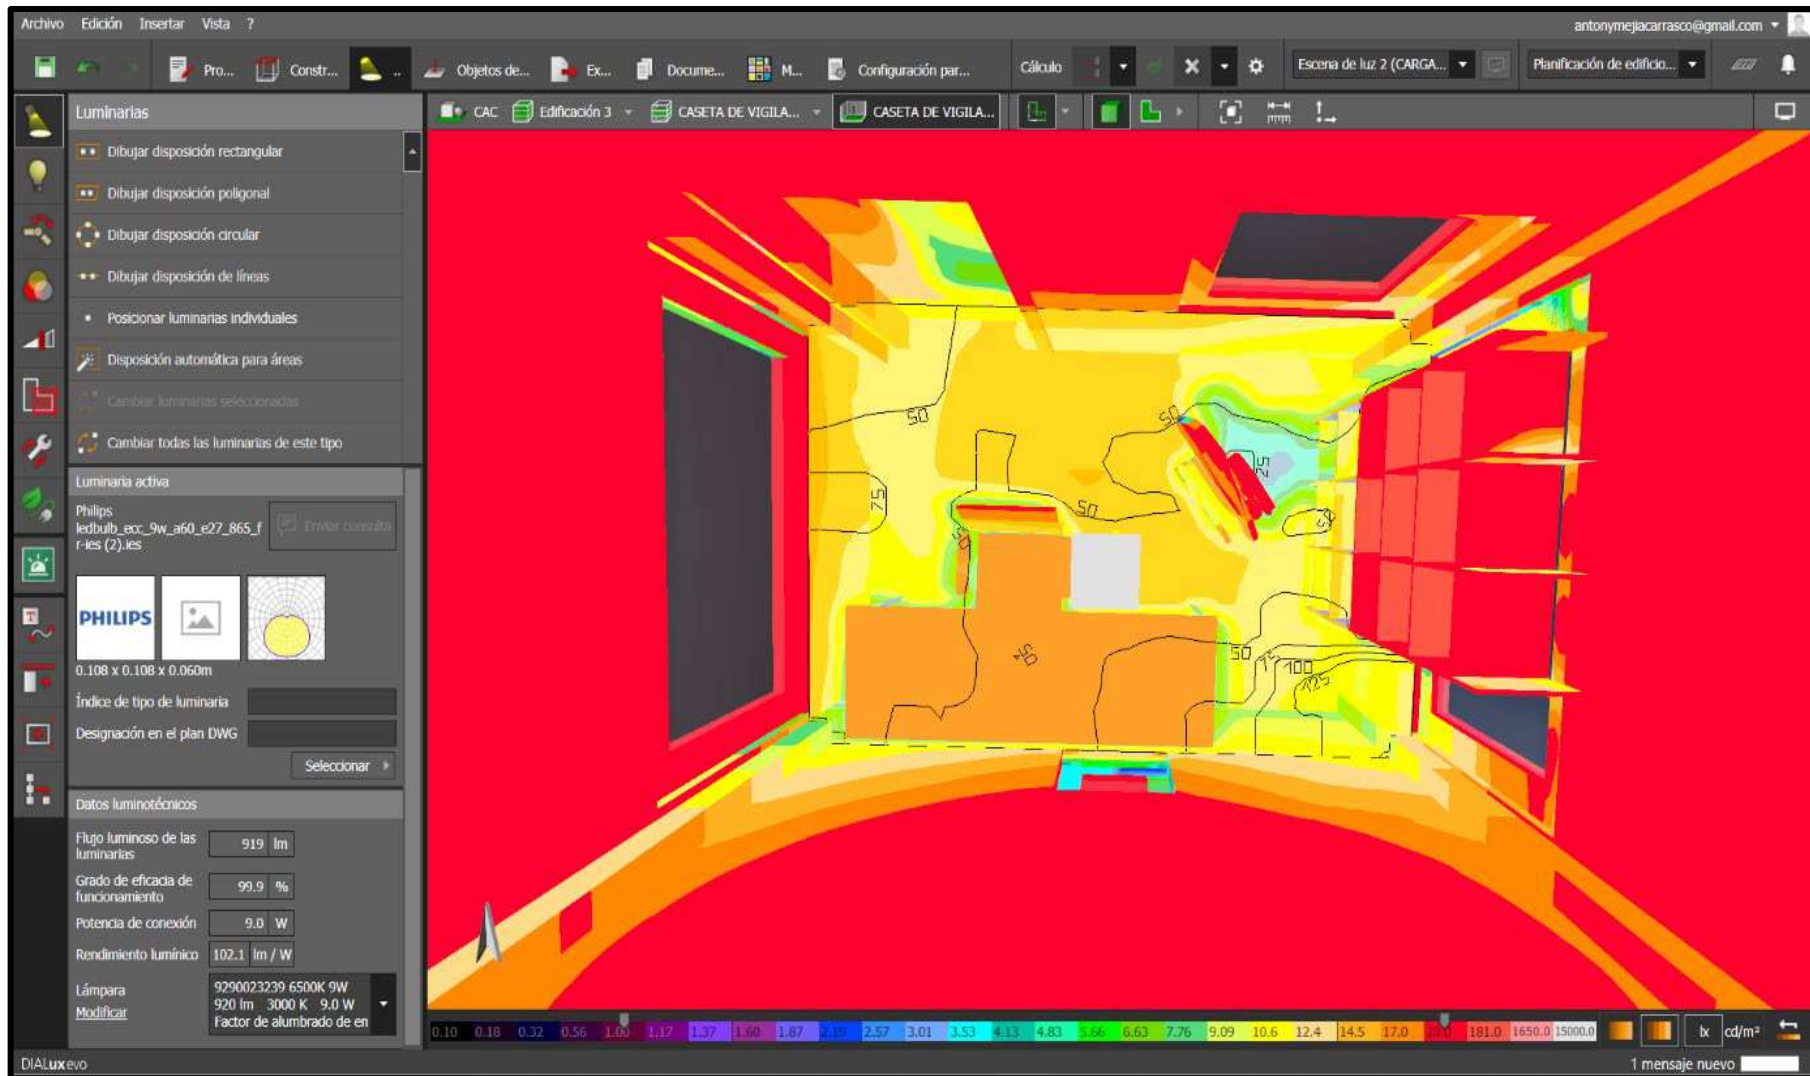 Archivo Edición Insertar Vista ?
antonymejiacarrasco@gmail.com
Pro... Constr... .. Objetos de... Ex... Docume... M... Configuración par... Cálculo Escena de luz 2 (CARGA... Planificación de edificio...
Luminarias
CAC Edificación 3 CASETA DE VIGILA... CASETA DE VIGILA...
Dibujar disposición rectangular
Dibujar disposición poligonal
Dibujar disposición circular
Dibujar disposición de líneas
Posicionar luminarias individuales
Disposición automática para áreas
Cambiar luminarias seleccionadas
Cambiar todas las luminarias de este tipo
Luminaria activa
Philips
ledbulb_ecc_9w_a60_e27_865_f
r-ies (2).ies
Enviar consulta
PHILIPS
0.108 x 0.108 x 0.060m
Índice de tipo de luminaria
Designación en el plan DWG
Seleccionar
Datos luminotécnicos
Flujo luminoso de las
luminarias
919 lm
Grado de eficacia de
funcionamiento
99.9 %
Potencia de conexión 9.0 W
Rendimiento lumínico 102.1 lm / W
Lámpara
Modificar
9290023239 6500K 9W
920 lm 3000 K 9.0 W
Factor de alumbrado de en
50
50
75
25
50
50
50
50
50
75
100
125
0.10 0.18 0.32 0.56 1.00 1.17 1.37 1.60 1.87 2.19 2.57 3.01 3.53 4.13 4.83 5.66 6.63 7.76 9.09 10.6 12.4 14.5 17.0 20.0 181.0 1650.0 15000.0
lx cd/m²
DIALux evo
1 mensaje nuevo